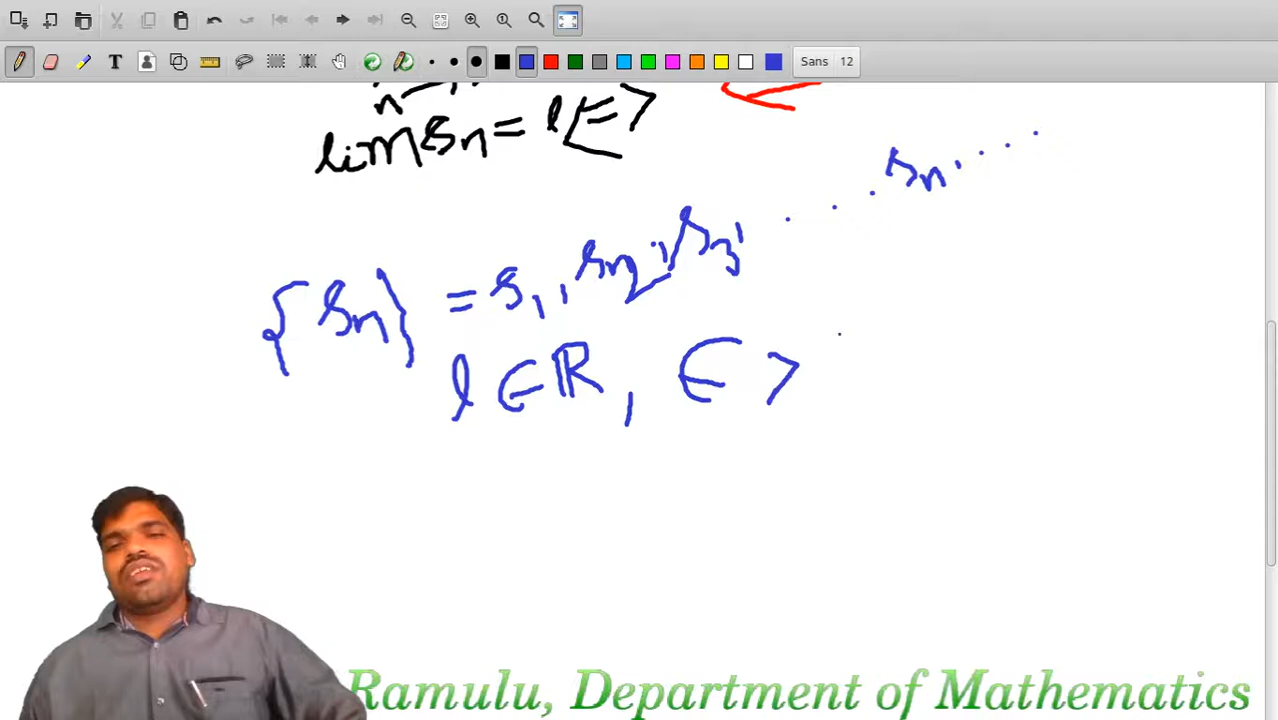 T Sans 12
n
lim sn = l <=>
{sn} = s1, s2, s3, . . . sn, . . .
l ∈ ℝ, ∈ >
Ramulu, Department of Mathematics